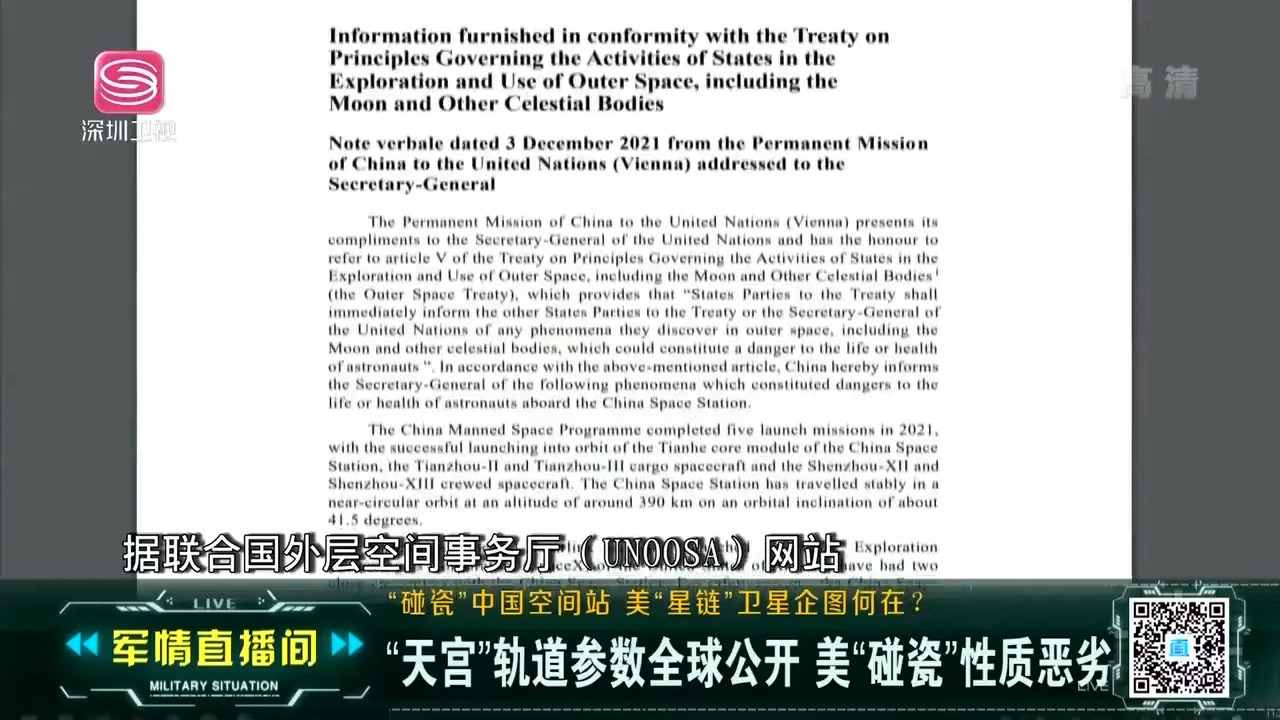 Information furnished in conformity with the Treaty on
Principles Governing the Activities of States in the
Exploration and Use of Outer Space, including the
Moon and Other Celestial Bodies
高清
深圳卫视
Note verbale dated 3 December 2021 from the Permanent Mission
of China to the United Nations (Vienna) addressed to the
Secretary-General
The Permanent Mission of China to the United Nations (Vienna) presents its
compliments to the Secretary-General of the United Nations and has the honour to
refer to article V of the Treaty on Principles Governing the Activities of States in the
Exploration and Use of Outer Space, including the Moon and Other Celestial Bodies¹
(the Outer Space Treaty), which provides that “States Parties to the Treaty shall
immediately inform the other States Parties to the Treaty or the Secretary-General of
the United Nations of any phenomena they discover in outer space, including the
Moon and other celestial bodies, which could constitute a danger to the life or health
of astronauts ”. In accordance with the above-mentioned article, China hereby informs
the Secretary-General of the following phenomena which constituted dangers to the
life or health of astronauts aboard the China Space Station.
The China Manned Space Programme completed five launch missions in 2021,
with the successful launching into orbit of the Tianhe core module of the China Space
Station, the Tianzhou-II and Tianzhou-III cargo spacecraft and the Shenzhou-XII and
Shenzhou-XIII crewed spacecraft. The China Space Station has travelled stably in a
near-circular orbit at an altitude of around 390 km on an orbital inclination of about
41.5 degrees.
Exploration
have had two
据联合国外层空间事务厅（UNOOSA）网站
LIVE
“碰瓷”中国空间站 美“星链”卫星企图何在？
军情直播间
MILITARY SITUATION
“天宫”轨道参数全球公开 美“碰瓷”性质恶劣
直
LIVE